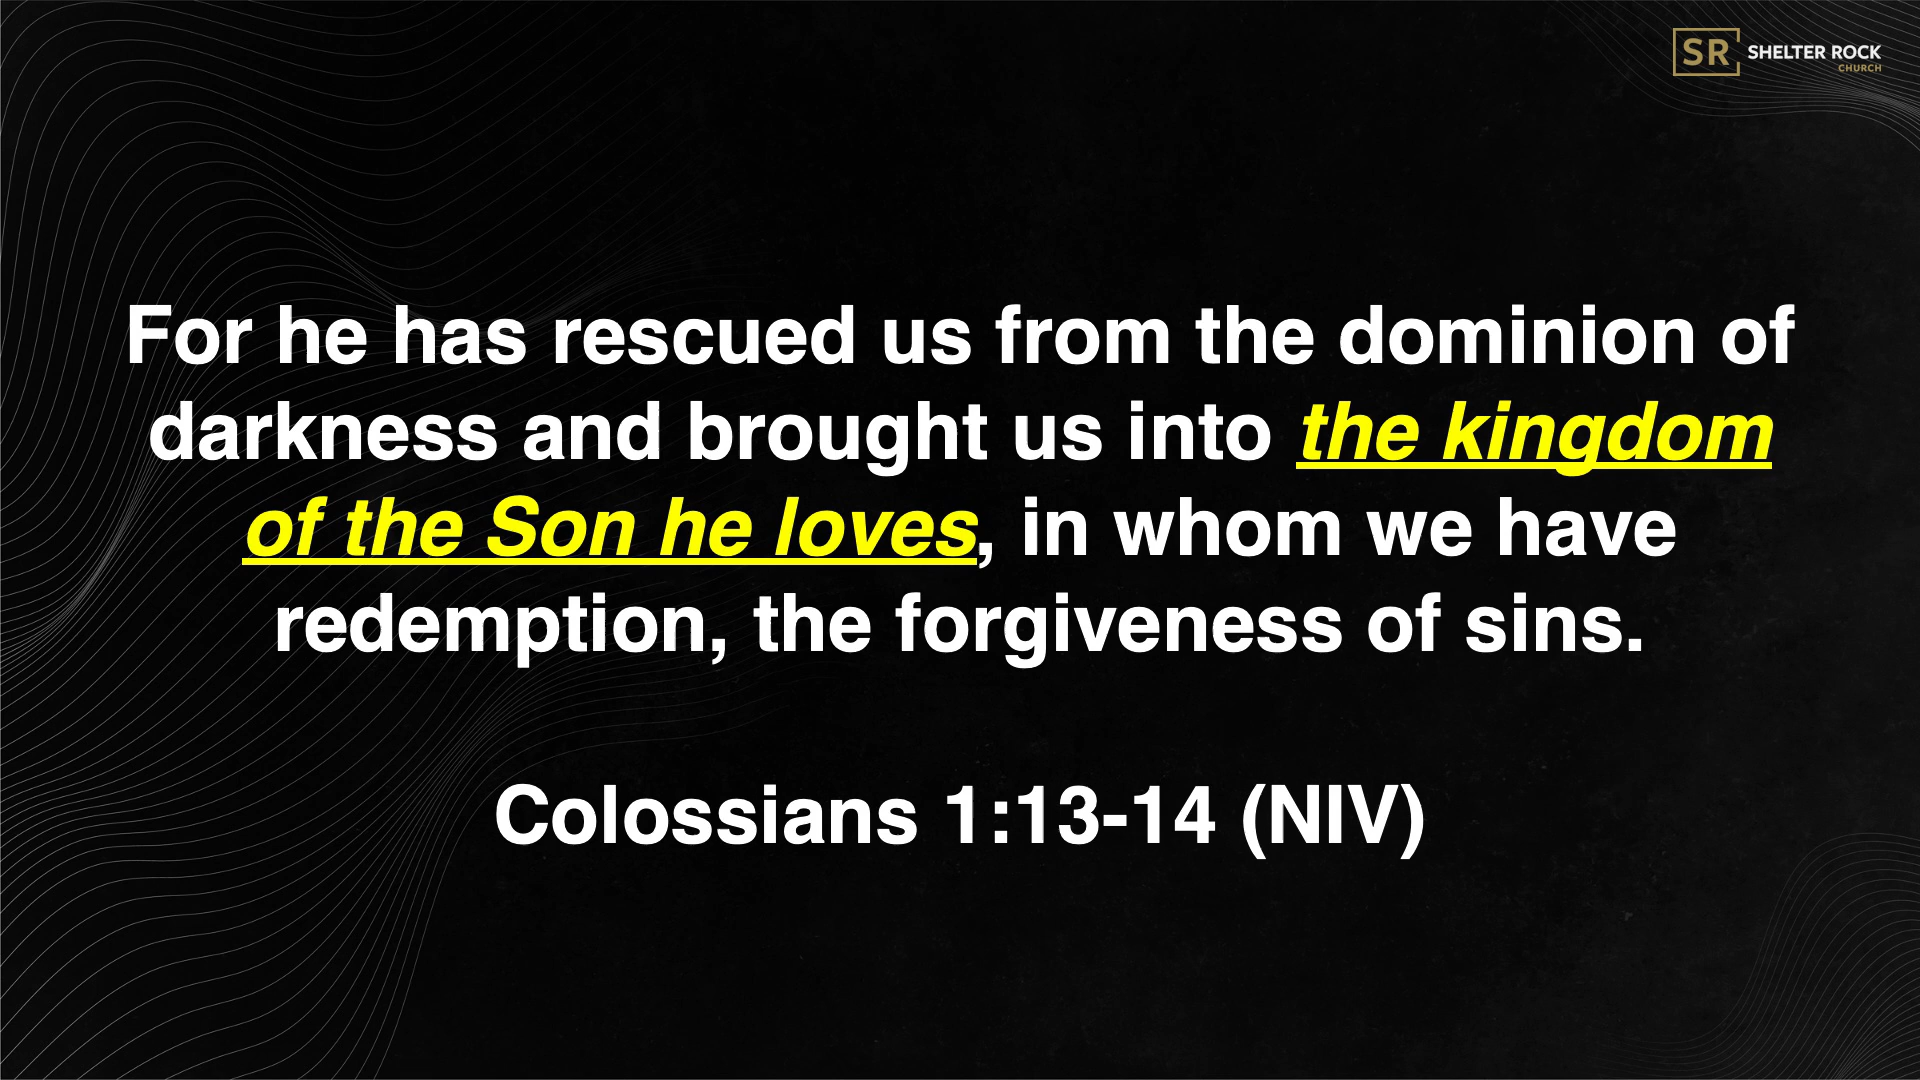 SR SHELTER ROCK
CHURCH
For he has rescued us from the dominion of
darkness and brought us into the kingdom
of the Son he loves, in whom we have
redemption, the forgiveness of sins.
Colossians 1:13-14 (NIV)